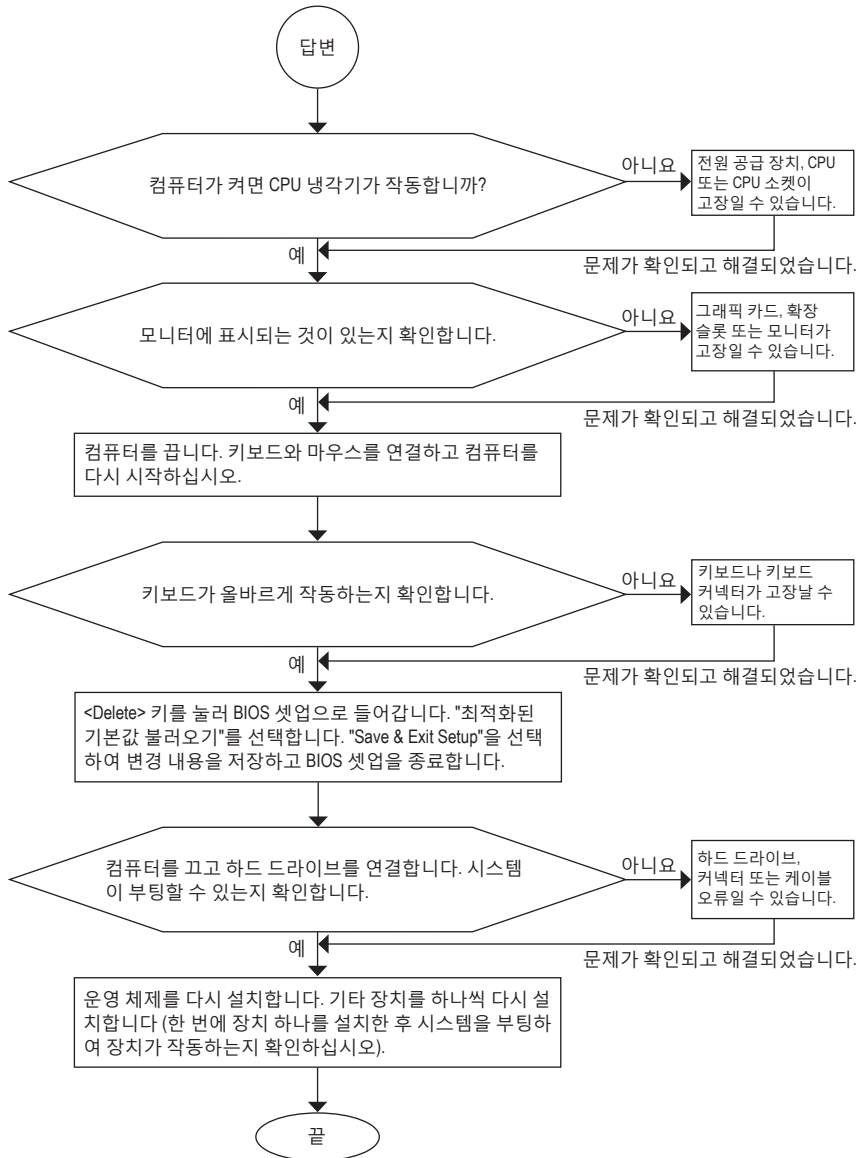 답변
컴퓨터가 켜면 CPU 냉각기가 작동합니까?
아니요
전원 공급 장치, CPU
또는 CPU 소켓이
고장일 수 있습니다.
예
문제가 확인되고 해결되었습니다.
모니터에 표시되는 것이 있는지 확인합니다.
아니요
그래픽 카드, 확장
슬롯 또는 모니터가
고장일 수 있습니다.
예
문제가 확인되고 해결되었습니다.
컴퓨터를 끕니다. 키보드와 마우스를 연결하고 컴퓨터를
다시 시작하십시오.
키보드가 올바르게 작동하는지 확인합니다.
아니요
키보드나 키보드
커넥터가 고장날 수
있습니다.
예
문제가 확인되고 해결되었습니다.
<Delete> 키를 눌러 BIOS 셋업으로 들어갑니다. "최적화된
기본값 불러오기"를 선택합니다. "Save & Exit Setup"을 선택
하여 변경 내용을 저장하고 BIOS 셋업을 종료합니다.
컴퓨터를 끄고 하드 드라이브를 연결합니다. 시스템
이 부팅할 수 있는지 확인합니다.
아니요
하드 드라이브,
커넥터 또는 케이블
오류일 수 있습니다.
예
문제가 확인되고 해결되었습니다.
운영 체제를 다시 설치합니다. 기타 장치를 하나씩 다시 설
치합니다 (한 번에 장치 하나를 설치한 후 시스템을 부팅하
여 장치가 작동하는지 확인하십시오).
끝